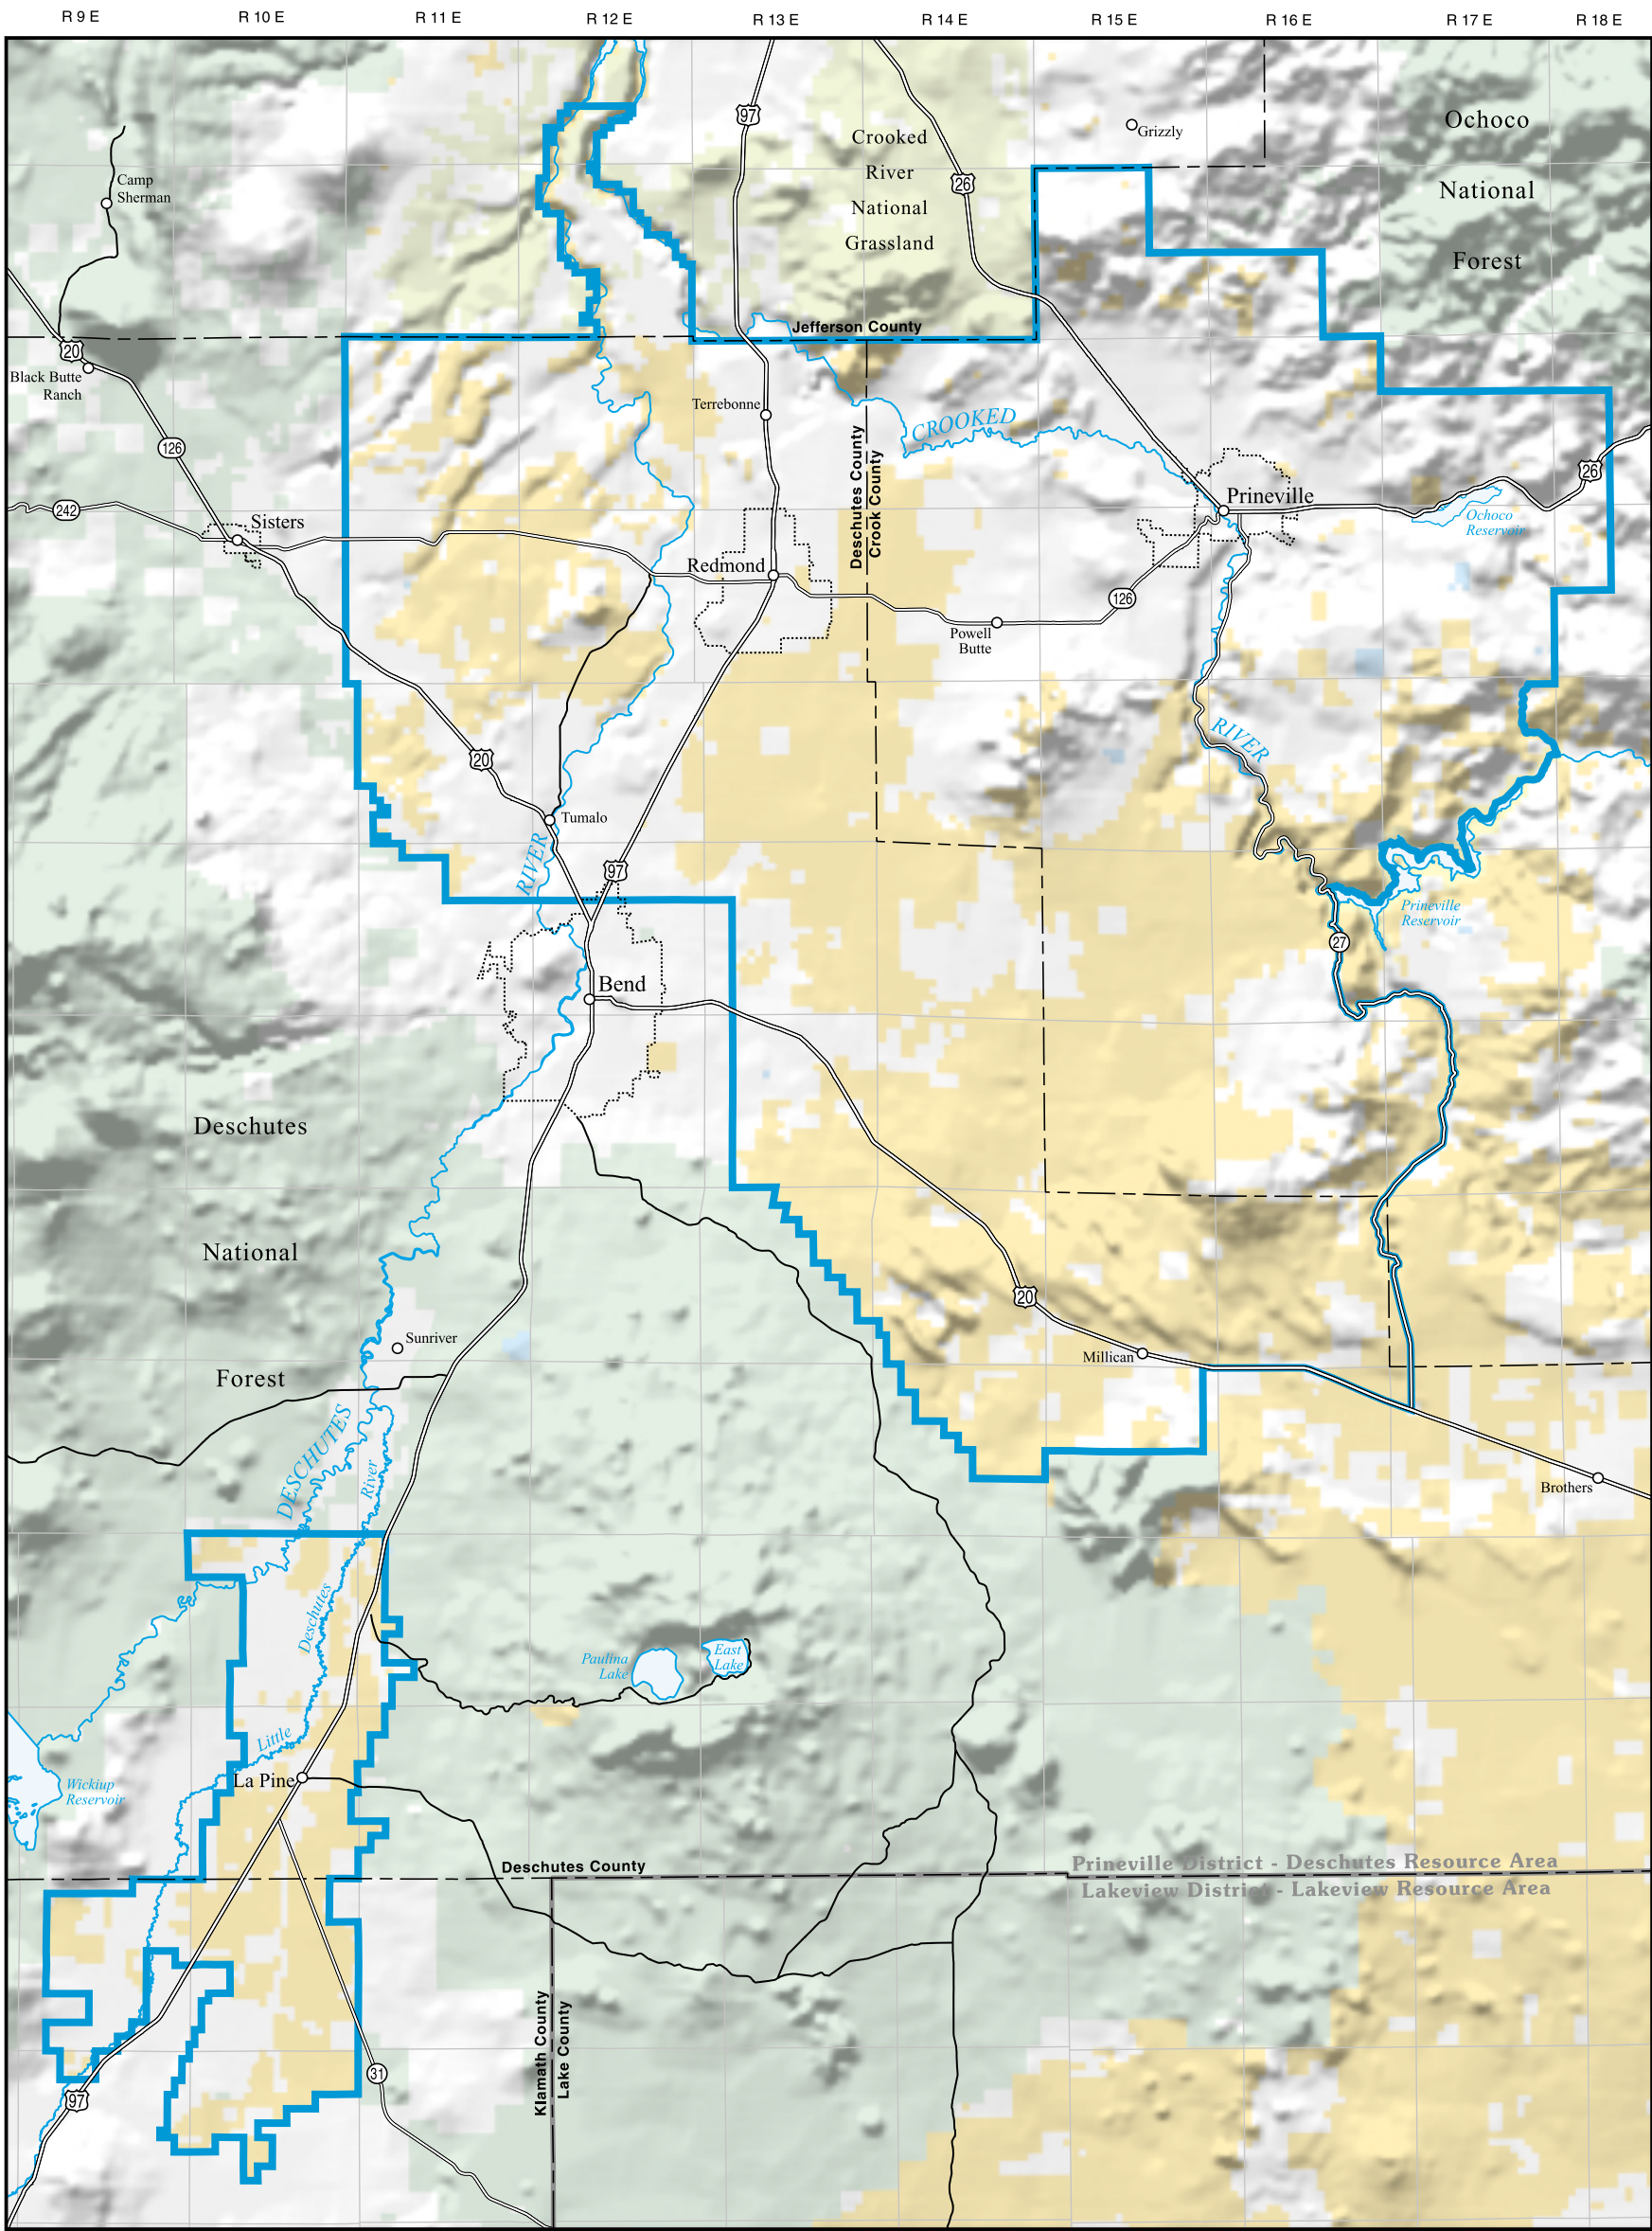 R 9 E R 10 E R 11 E R 12 E R 13 E R 14 E R 15 E R 16 E R 17 E R 18 E
97
Ochoco
National
Forest
Crooked
River
National
Grassland
Grizzly
26
Camp
Sherman
Jefferson County
20
Black Butte
Ranch
Terrebonne
CROOKED
126
Deschutes County
Crook County
26
242
Sisters
Prineville
Ochoco
Reservoir
Redmond
126
Powell
Butte
RIVER
20
Tumalo
RIVER
97
Prineville
Reservoir
27
Bend
Deschutes
National
Forest
20
Sunriver
Millican
DESCHUTES
River
Brothers
Deschutes
Paulina
Lake
East
Lake
Little
La Pine
Wickiup
Reservoir
Deschutes County
Prineville District - Deschutes Resource Area
Lakeview District - Lakeview Resource Area
Klamath County
Lake County
31
97